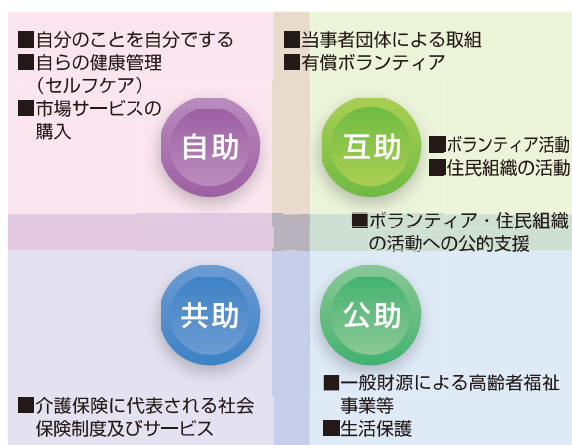 ■自分のことを自分でする
■自らの健康管理
（セルフケア）
■市場サービスの
購入
自助
■当事者団体による取組
■有償ボランティア
互助
■ボランティア活動
■住民組織の活動
■ボランティア・住民組織
の活動への公的支援
共助
■介護保険に代表される社会
保険制度及びサービス
公助
■一般財源による高齢者福祉
事業等
■生活保護